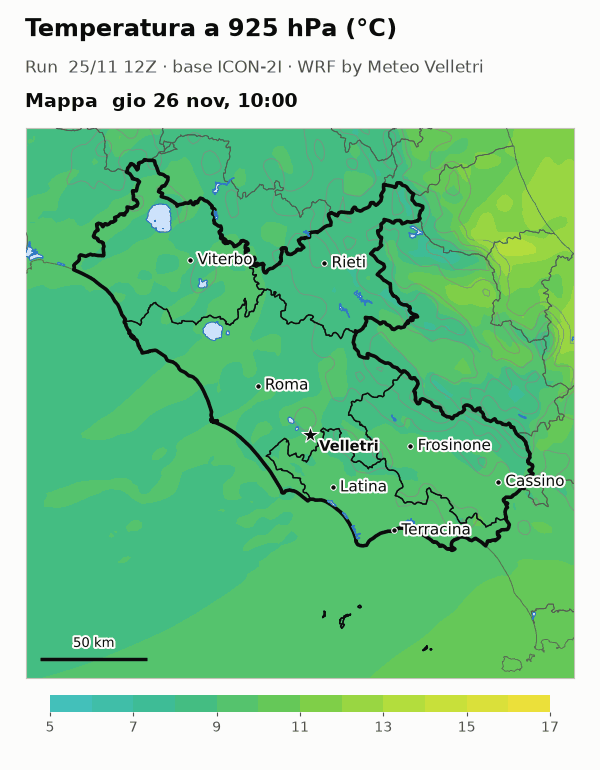 Temperatura a 925 hPa (°C)
Run  25/11 12Z · base ICON-2I · WRF by Meteo Velletri
Mappa  gio 26 nov, 10:00
Viterbo
Rieti
Roma
Velletri
Frosinone
Cassino
Latina
Terracina
50 km
5 7 9 11 13 15 17